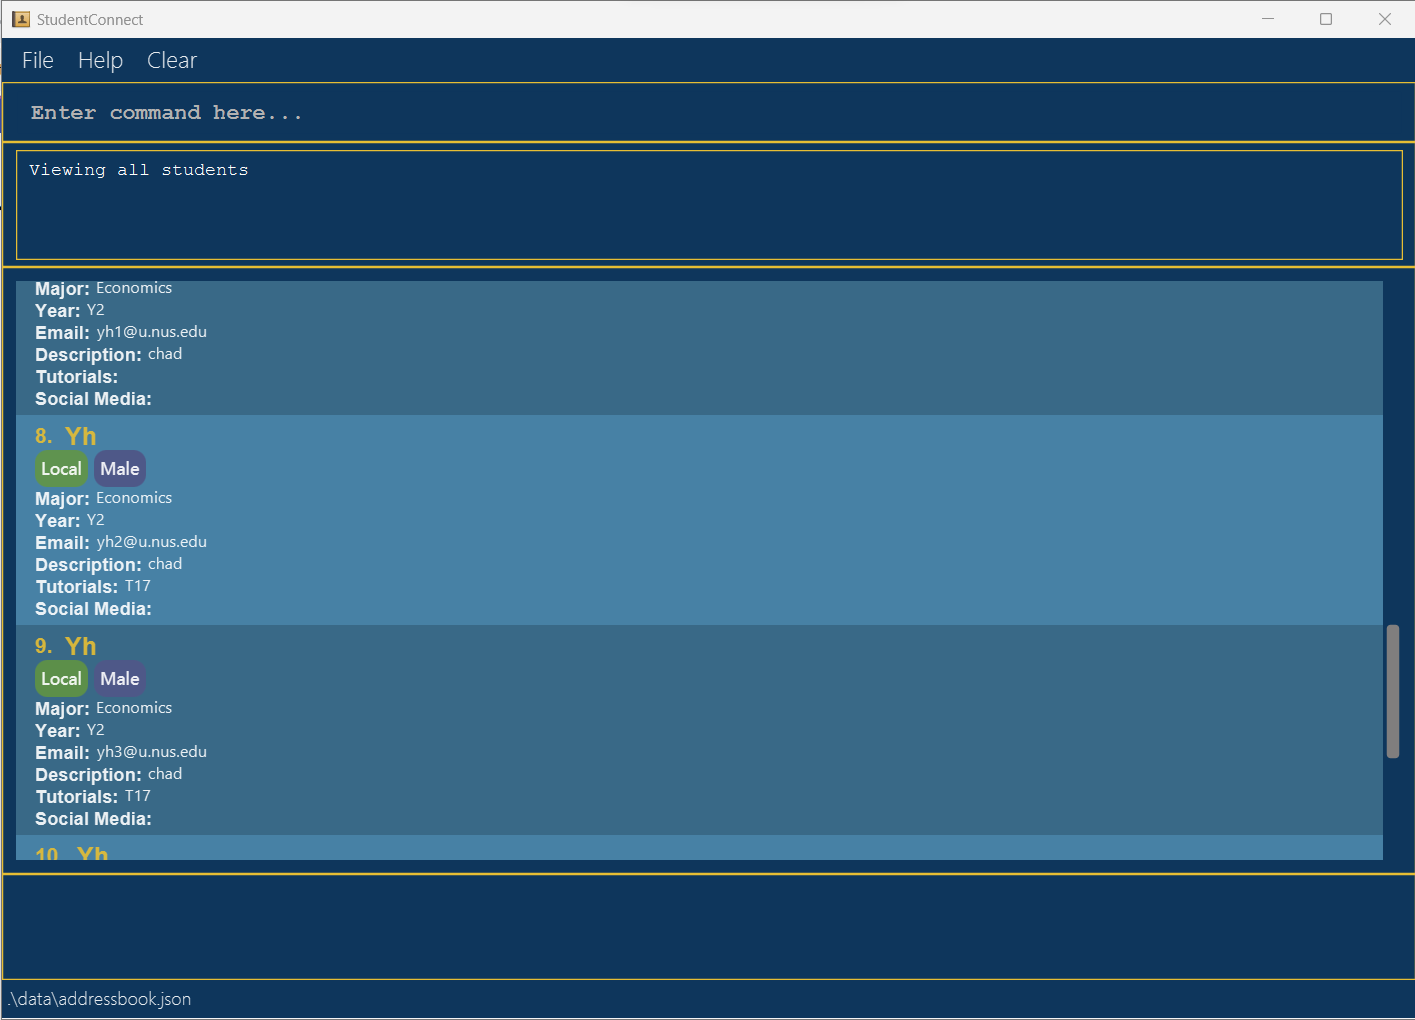 StudentConnect
File Help Clear
Enter command here...
Viewing all students
Major: Economics
Year: Y2
Email: yh1@u.nus.edu
Description: chad
Tutorials:
Social Media:
8. Yh
Local Male
Major: Economics
Year: Y2
Email: yh2@u.nus.edu
Description: chad
Tutorials: T17
Social Media:
9. Yh
Local Male
Major: Economics
Year: Y2
Email: yh3@u.nus.edu
Description: chad
Tutorials: T17
Social Media:
10. Yh
.\data\addressbook.json